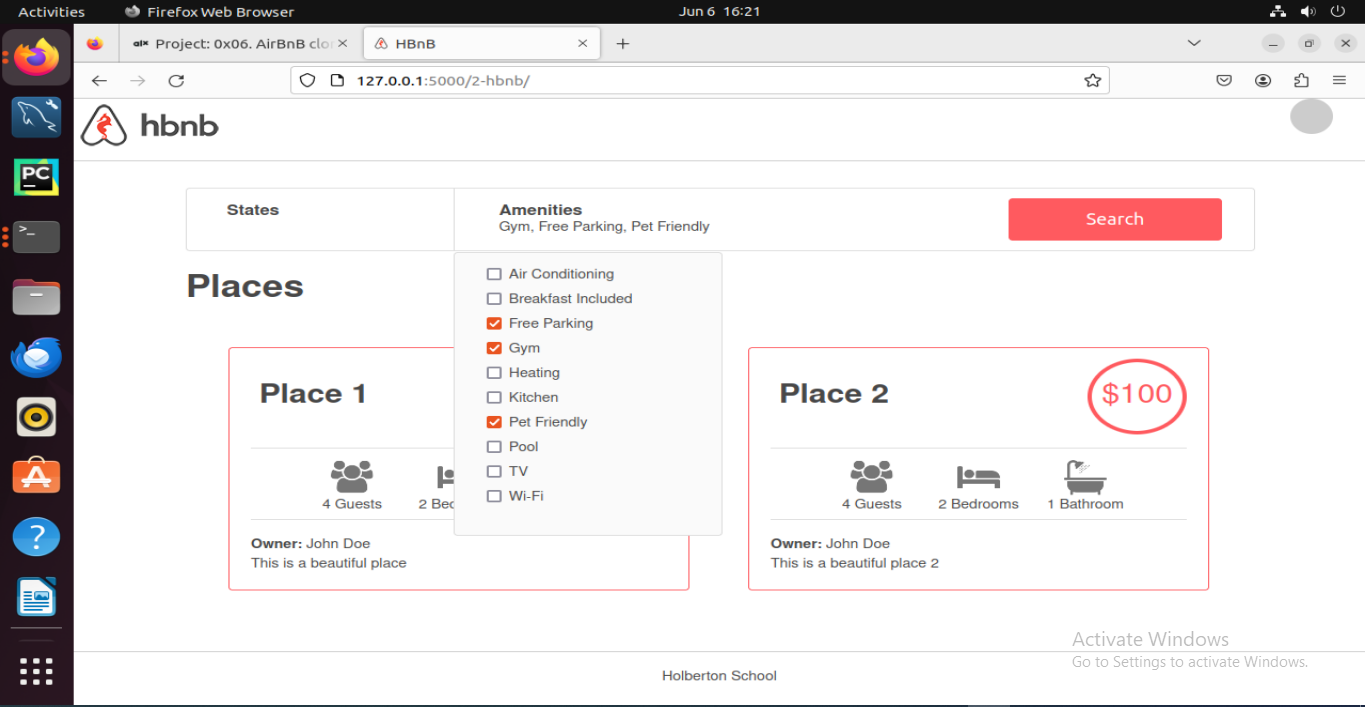 Activities Firefox Web Browser Jun 6 16:21
Project: 0x06. AirBnB clon HBnB
127.0.0.1:5000/2-hbnb/
hbnb
States
Amenities
Gym, Free Parking, Pet Friendly
Search
Places
Air Conditioning
Breakfast Included
Free Parking
Gym
Heating
Kitchen
Pet Friendly
Pool
TV
Wi-Fi
Place 1
4 Guests 2 Bed
Owner: John Doe
This is a beautiful place
Place 2
$100
4 Guests 2 Bedrooms 1 Bathroom
Owner: John Doe
This is a beautiful place 2
PC
Activate Windows
Go to Settings to activate Windows.
Holberton School